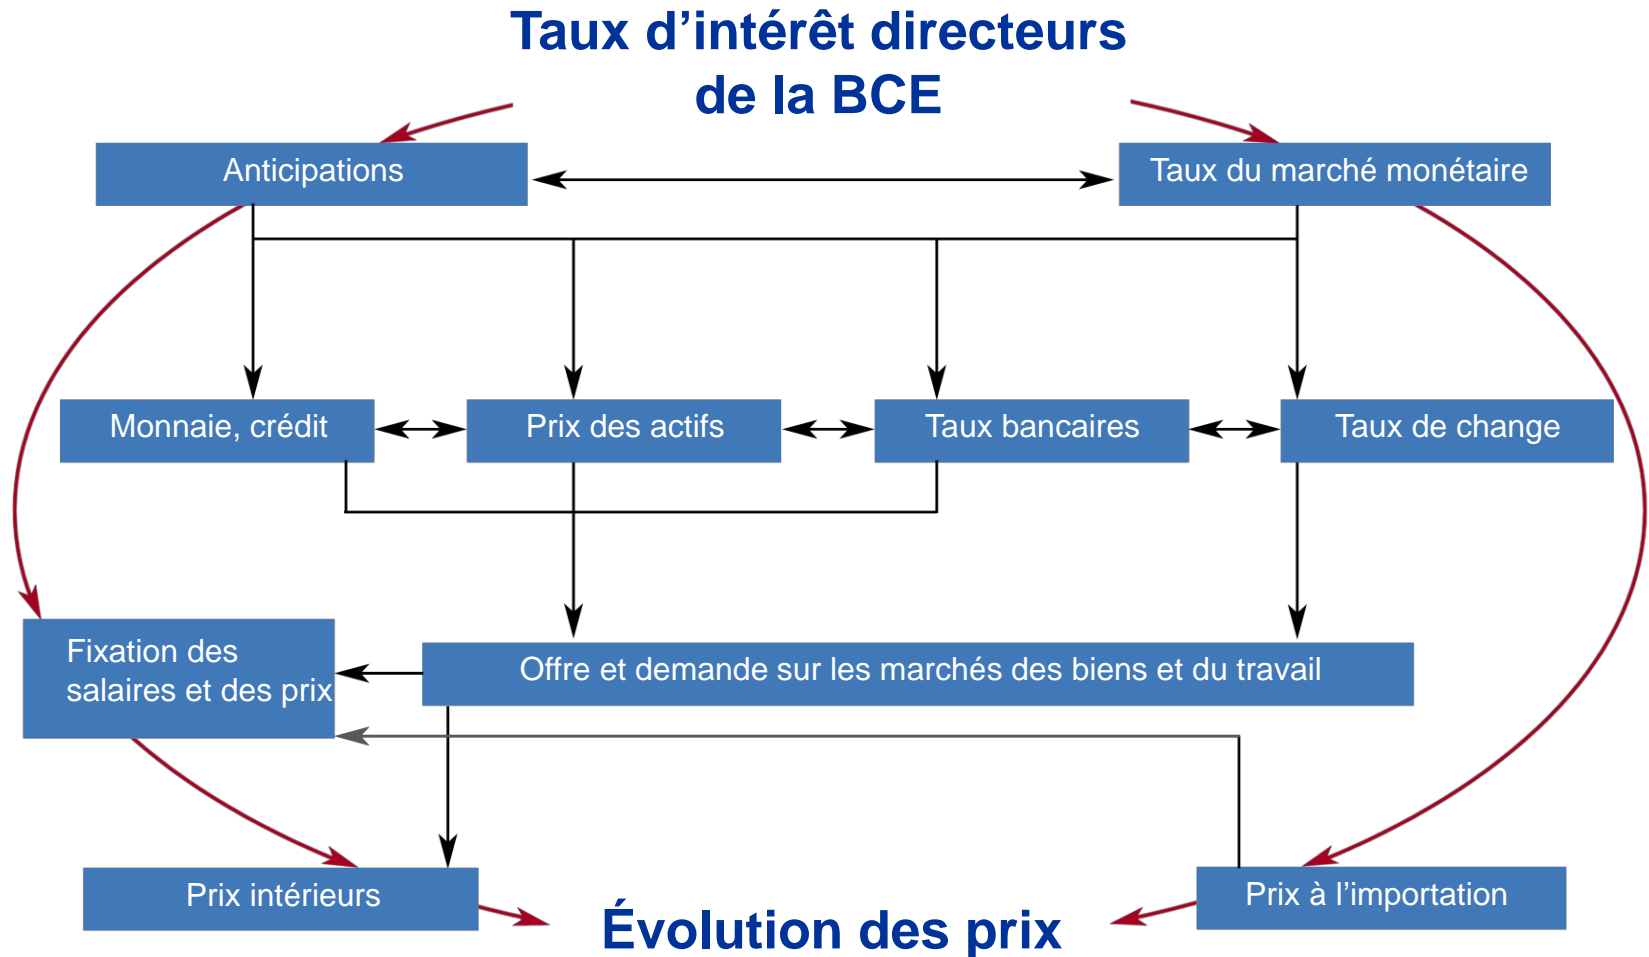 Taux d’intérêt directeurs
de la BCE
Anticipations
Taux du marché monétaire
Monnaie, crédit
Prix des actifs
Taux bancaires
Taux de change
Fixation des
salaires et des prix
Offre et demande sur les marchés des biens et du travail
Prix intérieurs
Prix à l’importation
Évolution des prix